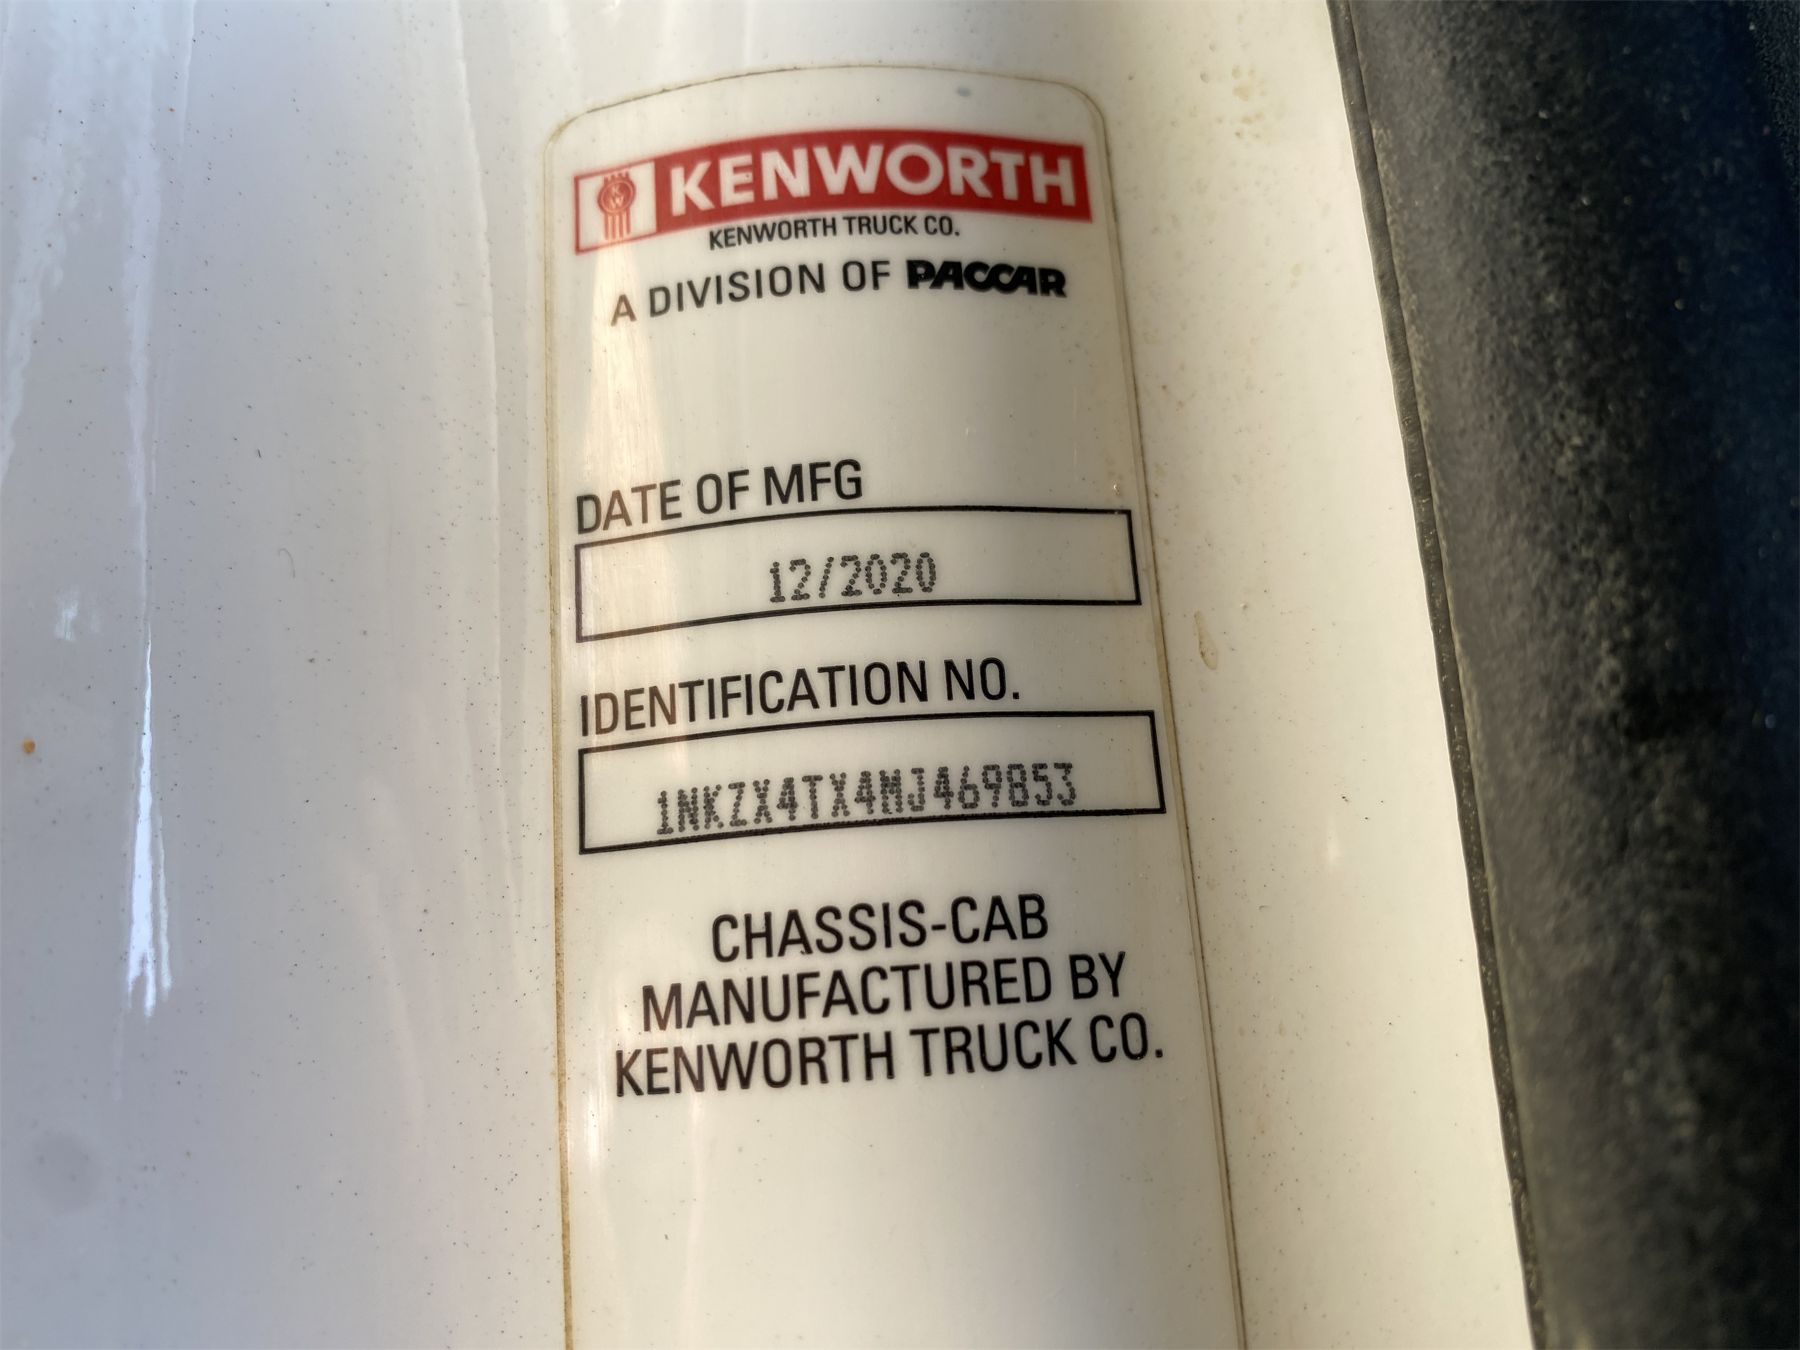 KENWORTH
KENWORTH TRUCK CO.
A DIVISION OF PACCAR
DATE OF MFG
12/2020
IDENTIFICATION NO.
1NKZX4TX4MJ469853
CHASSIS-CAB
MANUFACTURED BY
KENWORTH TRUCK CO.